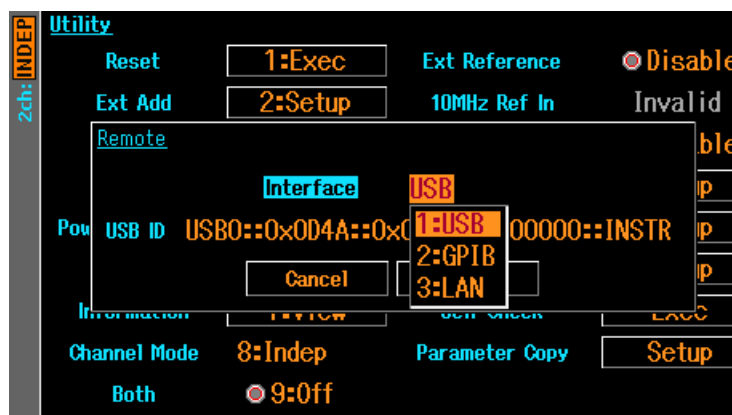 2ch: INDEP
Utility
Reset 1:Exec Ext Reference Disable
Ext Add 2:Setup 10MHz Ref In Invalid
Remote
Interface USB
USB ID USB0::0x0D4A::0x 00000::INSTR
1:USB
2:GPIB
3:LAN
Cancel
Channel Mode 8:Indep Parameter Copy Setup
Both 9:Off